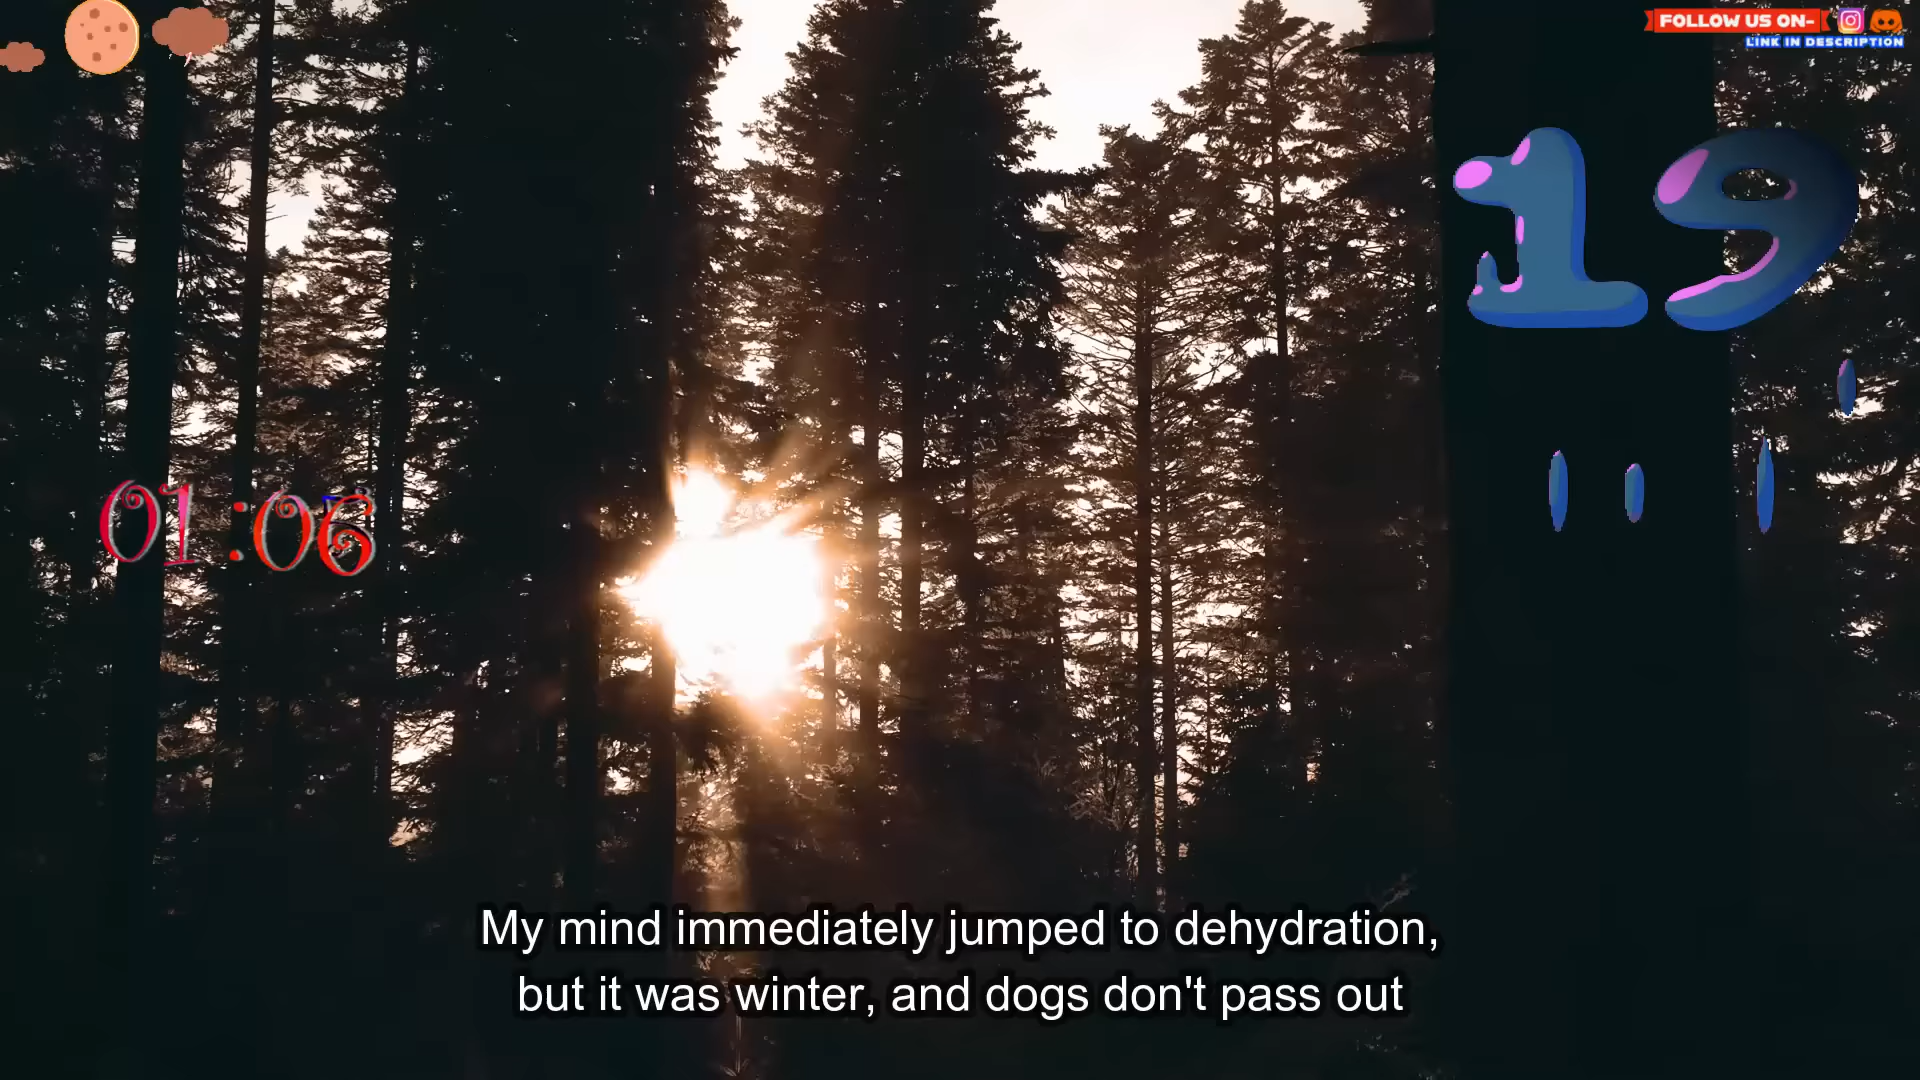 FOLLOW US ON-
LINK IN DESCRIPTION
19
01:06
My mind immediately jumped to dehydration,
but it was winter, and dogs don't pass out